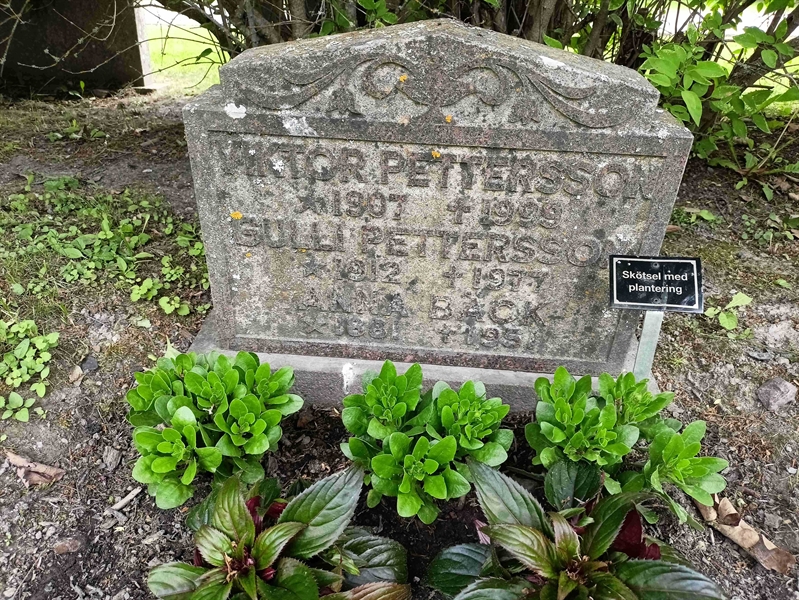 VIKTOR PETTERSSON
* 1907 + 1999
GULLI PETTERSSON
* 1912 + 1977
ANNA BÄCK
* 1881 + 1951
Skötsel med
plantering